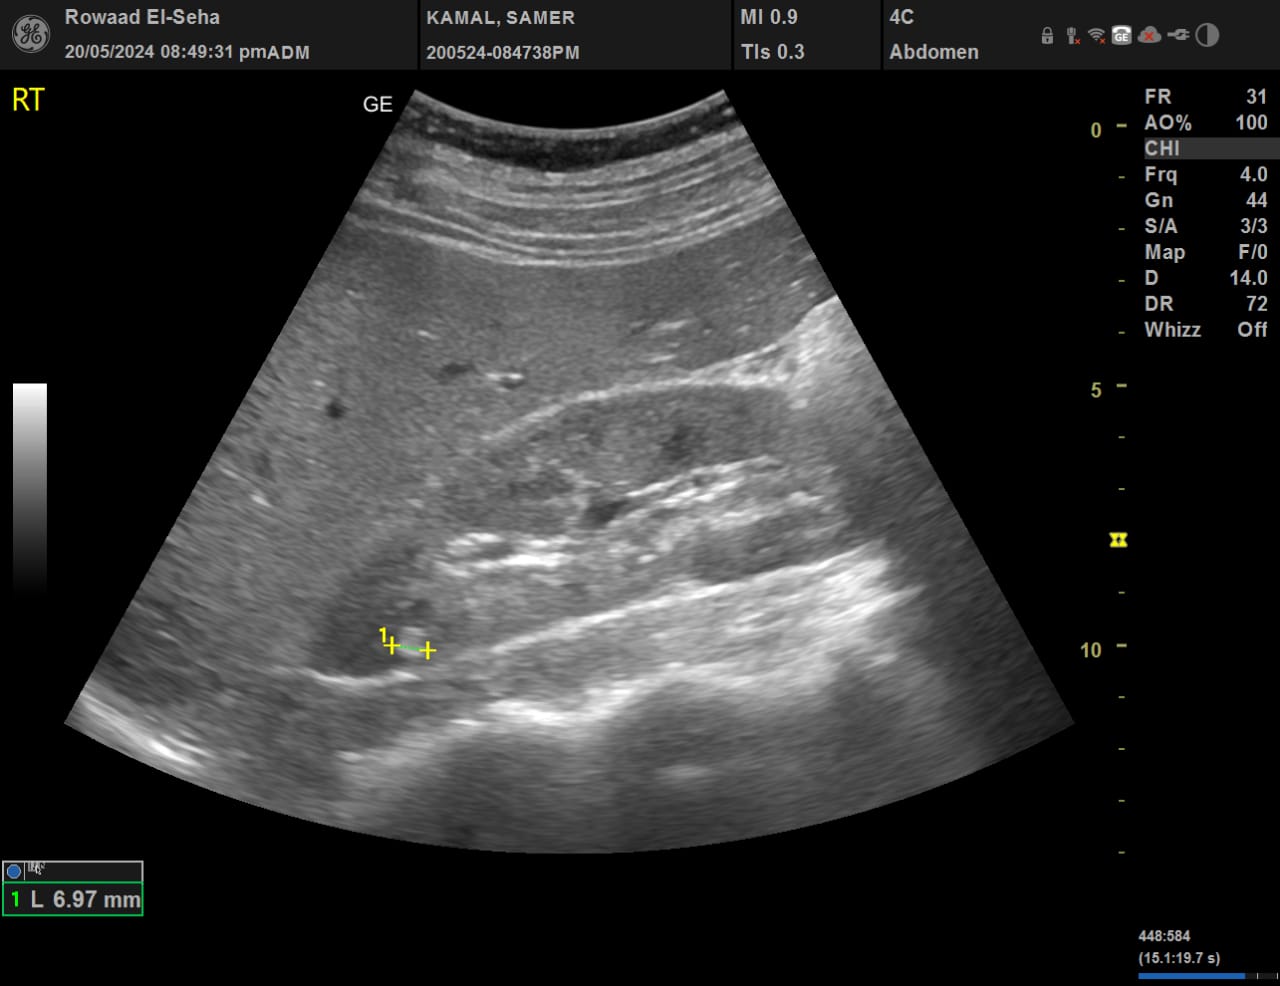 Rowaad El-Seha
20/05/2024 08:49:31 pmADM
KAMAL, SAMER
200524-084738PM
MI 0.9
TIs 0.3
4C
Abdomen
GE
RT
GE
FR 31
AO% 100
CHI
Frq 4.0
Gn 44
S/A 3/3
Map F/0
D 14.0
DR 72
Whizz Off
0
5
10
1
1 L 6.97 mm
448:584
(15.1:19.7 s)